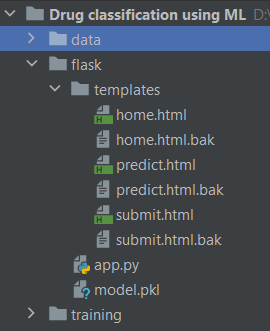 Drug classification using ML D:\
data
flask
templates
home.html
home.html.bak
predict.html
predict.html.bak
submit.html
submit.html.bak
app.py
model.pkl
training